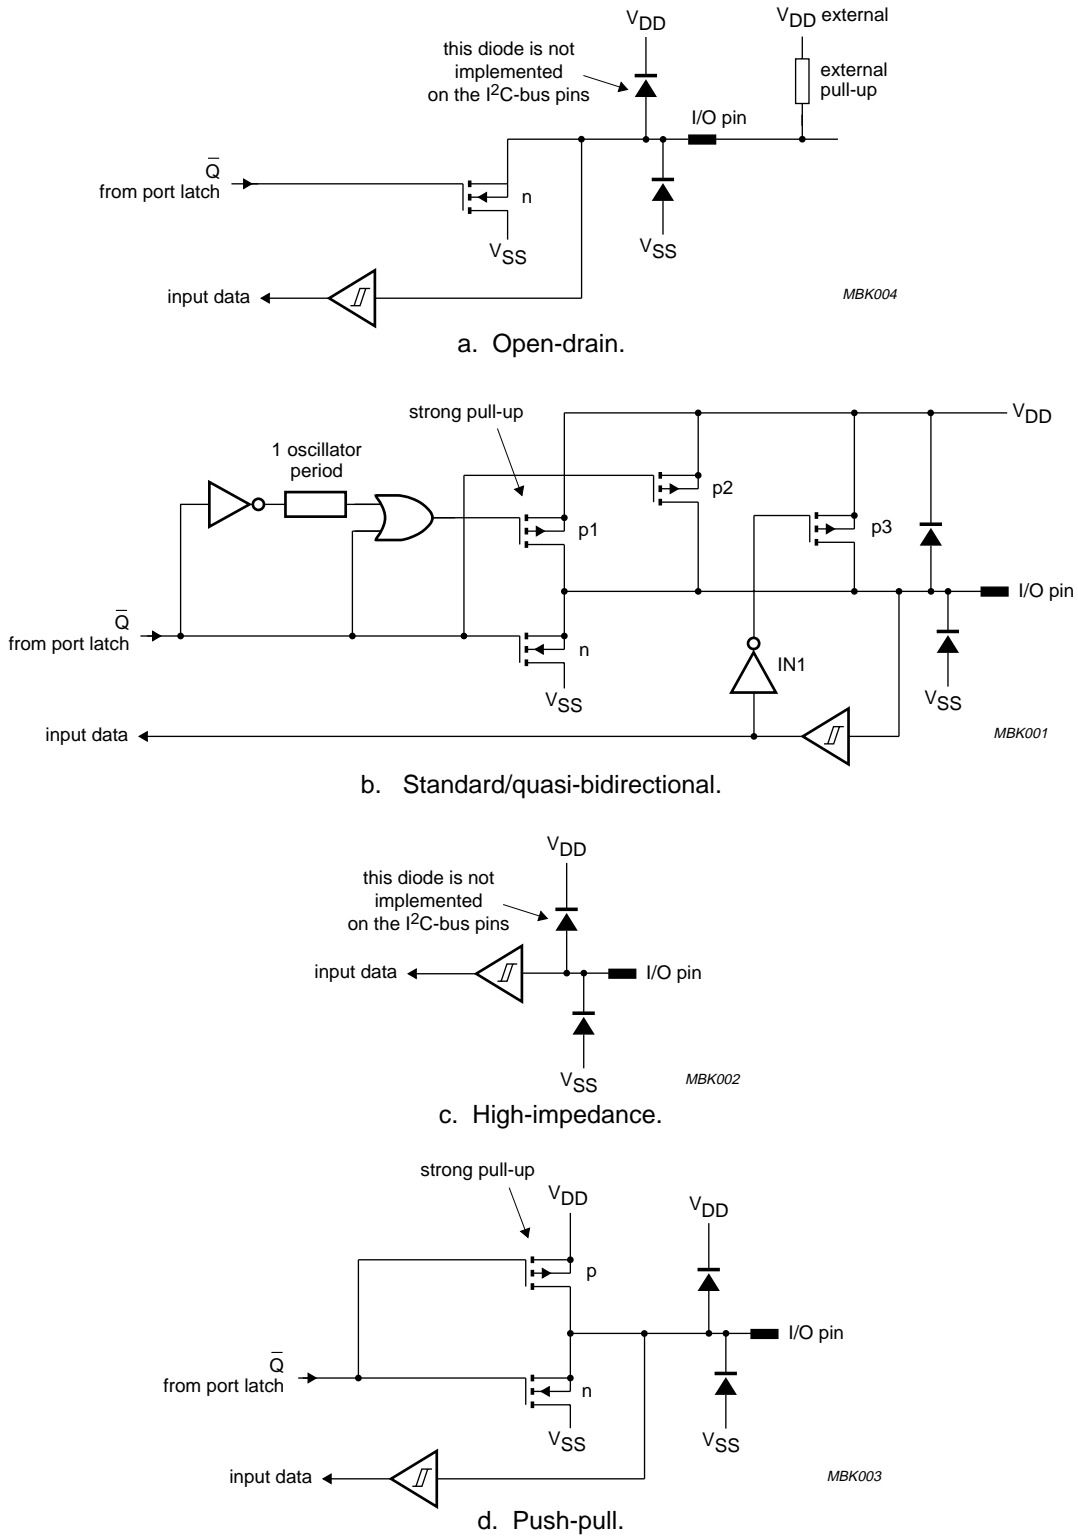 VDD
VDD external
this diode is not
implemented
on the I2C-bus pins
external
pull-up
I/O pin
Q̅
from port latch
n
VSS
VSS
input data
MBK004
a. Open-drain.
strong pull-up
VDD
1 oscillator
period
p2
p1
p3
I/O pin
Q̅
from port latch
n
IN1
VSS
VSS
input data
MBK001
b. Standard/quasi-bidirectional.
VDD
this diode is not
implemented
on the I2C-bus pins
input data
I/O pin
VSS
MBK002
c. High-impedance.
strong pull-up
VDD
VDD
p
I/O pin
Q̅
from port latch
n
VSS
VSS
input data
MBK003
d. Push-pull.